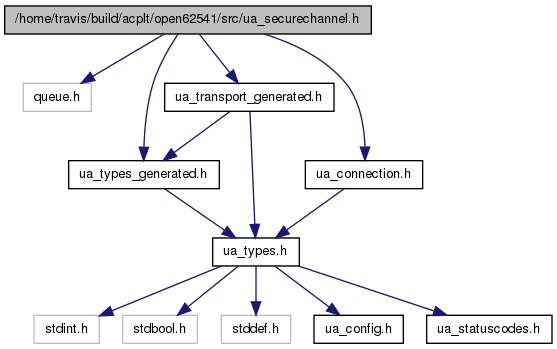 /home/travis/build/acplt/open62541/src/ua_securechannel.h
queue.h
ua_transport_generated.h
ua_types_generated.h
ua_connection.h
ua_types.h
stdint.h
stdbool.h
stddef.h
ua_config.h
ua_statuscodes.h